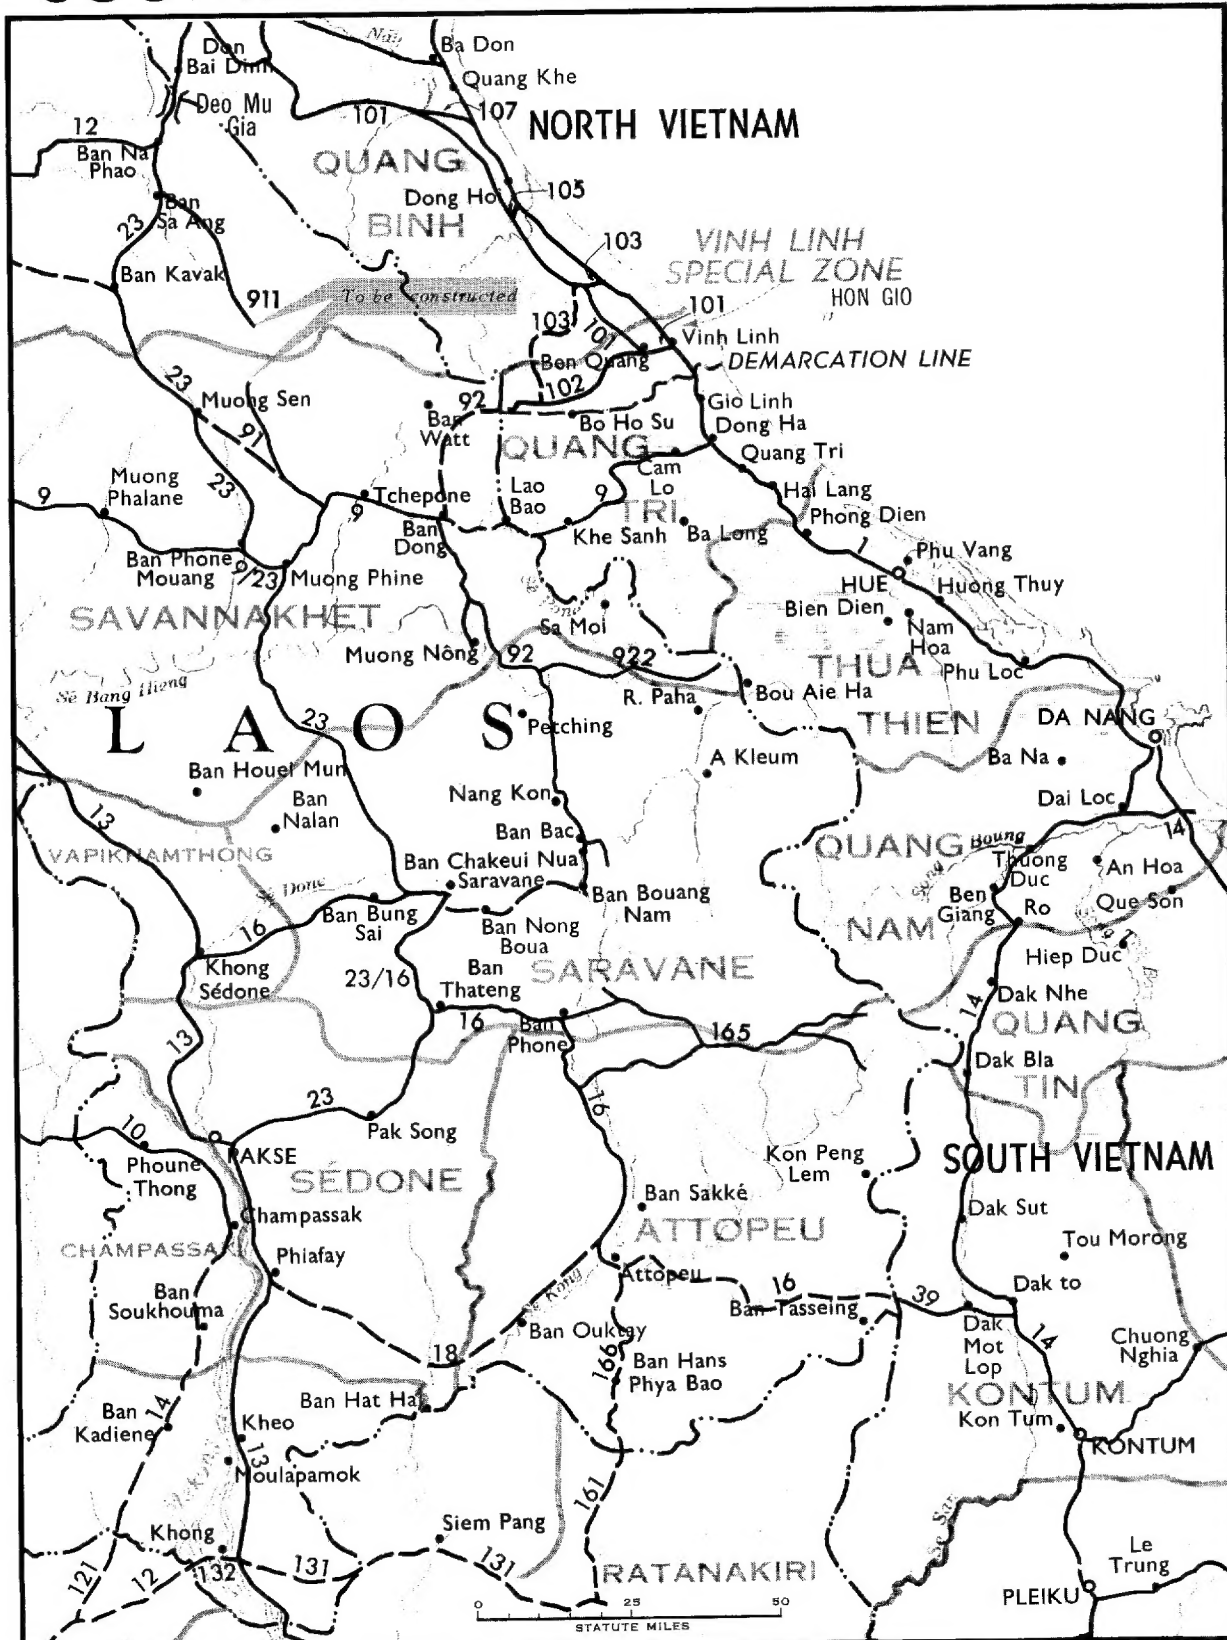 Nay
Ba Don
Don
Bai Dinh
Quang Khe
Deo Mu
Gia
107
101
NORTH VIETNAM
12
Ban Na
Phao
QUANG
BINH
Dong Hoi
105
Ban
Sa Ang
23
103
VINH LINH
SPECIAL ZONE
HON GIO
Ban Kavak
911
To be constructed
101
103
101
Vinh Linh
Ben Quang
DEMARCATION LINE
102
23
Muong Sen
92
Gio Linh
Ban
Watt
Bo Ho Su
Dong Ha
91
QUANG
TRI
Quang Tri
Cam
Lo
Muong
Phalane
23
Tchepone
Lao
Bao
9
Hai Lang
9
9
Phong Dien
Ban
Dong
Khe Sanh
Ba Long
1
Phu Vang
Ban Phone
Mouang
9/23
Muong Phine
HUE
Huong Thuy
Bien Dien
SAVANNAKHET
Sa Moi
Nam
Hoa
Muong Nông
92
922
THUA
THIEN
Phu Loc
Se Bang Hieng
R. Paha
Bou Aie Ha
23
LAOS
Petching
DA NANG
Ban Houei Mun
A Kleum
Ba Na
13
Ban
Nalan
Nang Kon
Dai Loc
14
Ban Bac
VAPIKHAMTHONG
QUANG
NAM
Song Boung
Ban Chakeui Nua
Saravane
Thuong
Duc
An Hoa
Se Done
Ban Bouang
Nam
Ben
Giang
Que Son
Ban Bung
Sai
Ban Nong
Boua
Ro
16
Hiep Duc
Khong
Sédone
23/16
Ban
Thateng
SARAVANE
Dak Nhe
14
16
Ban
Phone
165
QUANG
TIN
13
Dak Bla
16
23
10
Pak Song
PAKSE
Phoune
Thong
SÉDONE
Kon Peng
Lem
SOUTH VIETNAM
Ban Sakké
Champassak
ATTOPEU
Dak Sut
CHAMPASSAK
Phiafay
Tou Morong
Attopeu
Ban
Soukhouma
Se Kong
16
Ban Tasseing
39
Dak to
Ban Ouktay
Dak
Mot
Lop
14
Chuong
Nghia
18
166
Ban Hans
Phya Bao
Ban Hat Hai
KONTUM
Ban
Kadiene
14
Kheo
Kon Tum
KONTUM
13
Moulapamok
Mekong
161
Se San
Siem Pang
Khong
Le
Trung
121
12
132
131
131
RATANAKIRI
PLEIKU
0 25 50
STATUTE MILES